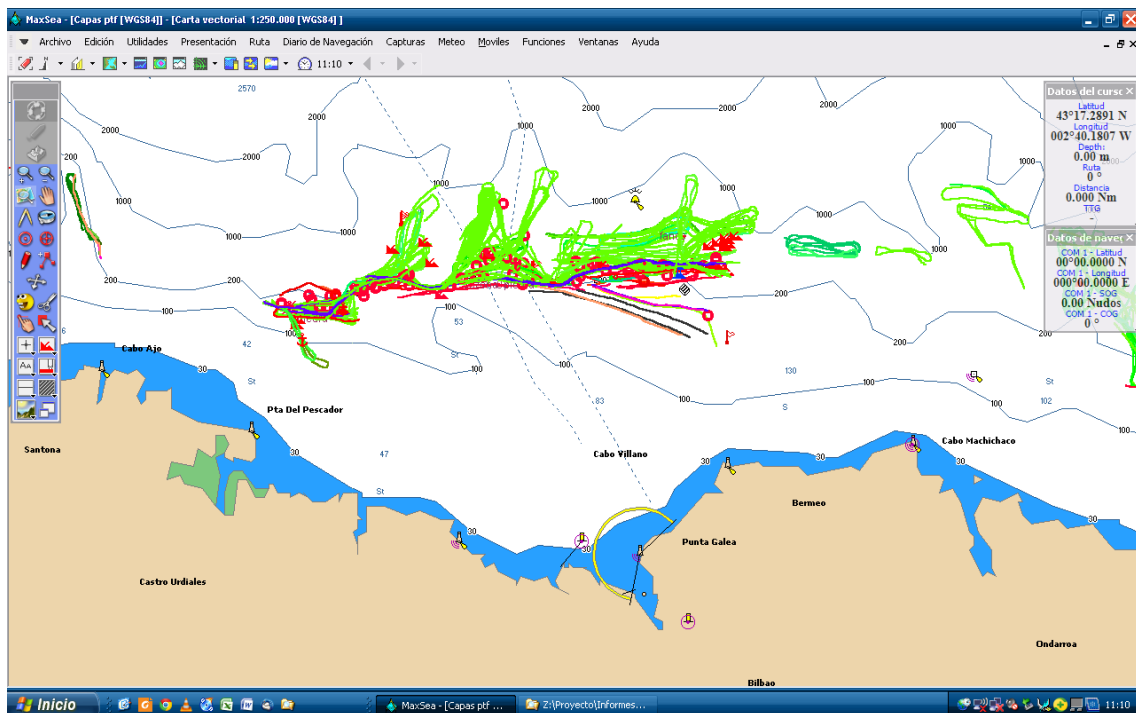 MaxSea - [Capas ptf [WGS84]] - [Carta vectorial 1:250.000 [WGS84] ]
Archivo Edición Utilidades Presentación Ruta Diario de Navegación Capturas Meteo Moviles Funciones Ventanas Ayuda
11:10
Datos del curso
Latitud
43°17.2891 N
Longitud
002°40.1807 W
Depth:
0.00 m
Ruta
0 °
Distancia
0.000 Nm
TTG
-
Datos de naveg
COM 1 - Latitud
00°00.0000 N
COM 1 - Longitud
000°00.0000 E
COM 1 - SOG
0.00 Nudos
COM 1 - COG
0 °
2570
2000
2000
2000
2000
2000
2000
1000
1000
1000
1000
1000
1000
1000
1000
1000
200
200
200
200
200
200
100
100
100
100
100
100
100
53
42
St
St
130
S
83
St
102
47
St
30
30
30
30
30
30
30
Cabo Ajo
Pta Del Pescador
Santona
Cabo Villano
Cabo Machichaco
Bermeo
Punta Galea
Castro Urdiales
Ondarroa
Bilbao
Aa
Inicio
MaxSea - [Capas ptf ...
Z:\Proyecto\Informes...
11:10